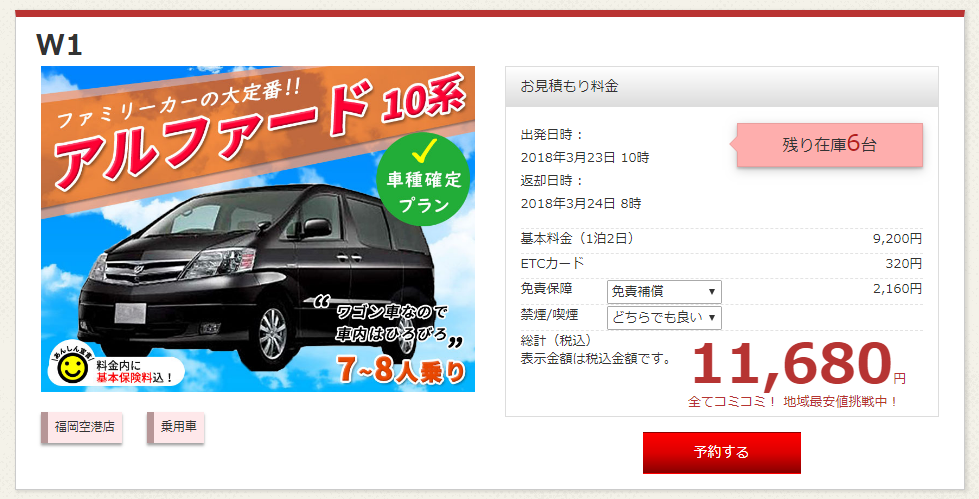 W1
ファミリーカーの大定番!!
アルファード 10系
車種確定
プラン
“ワゴン車なので
車内はひろびろ„
7~8人乗り
あんしん宣言
料金内に
基本保険料込！
福岡空港店
乗用車
お見積もり料金
出発日時：
2018年3月23日 10時
返却日時：
2018年3月24日 8時
残り在庫6台
基本料金（1泊2日） 9,200円
ETCカード 320円
免責保障 免責補償 2,160円
禁煙/喫煙 どちらでも良い
総計（税込）
表示金額は税込金額です。
11,680円
全てコミコミ！ 地域最安値挑戦中！
予約する